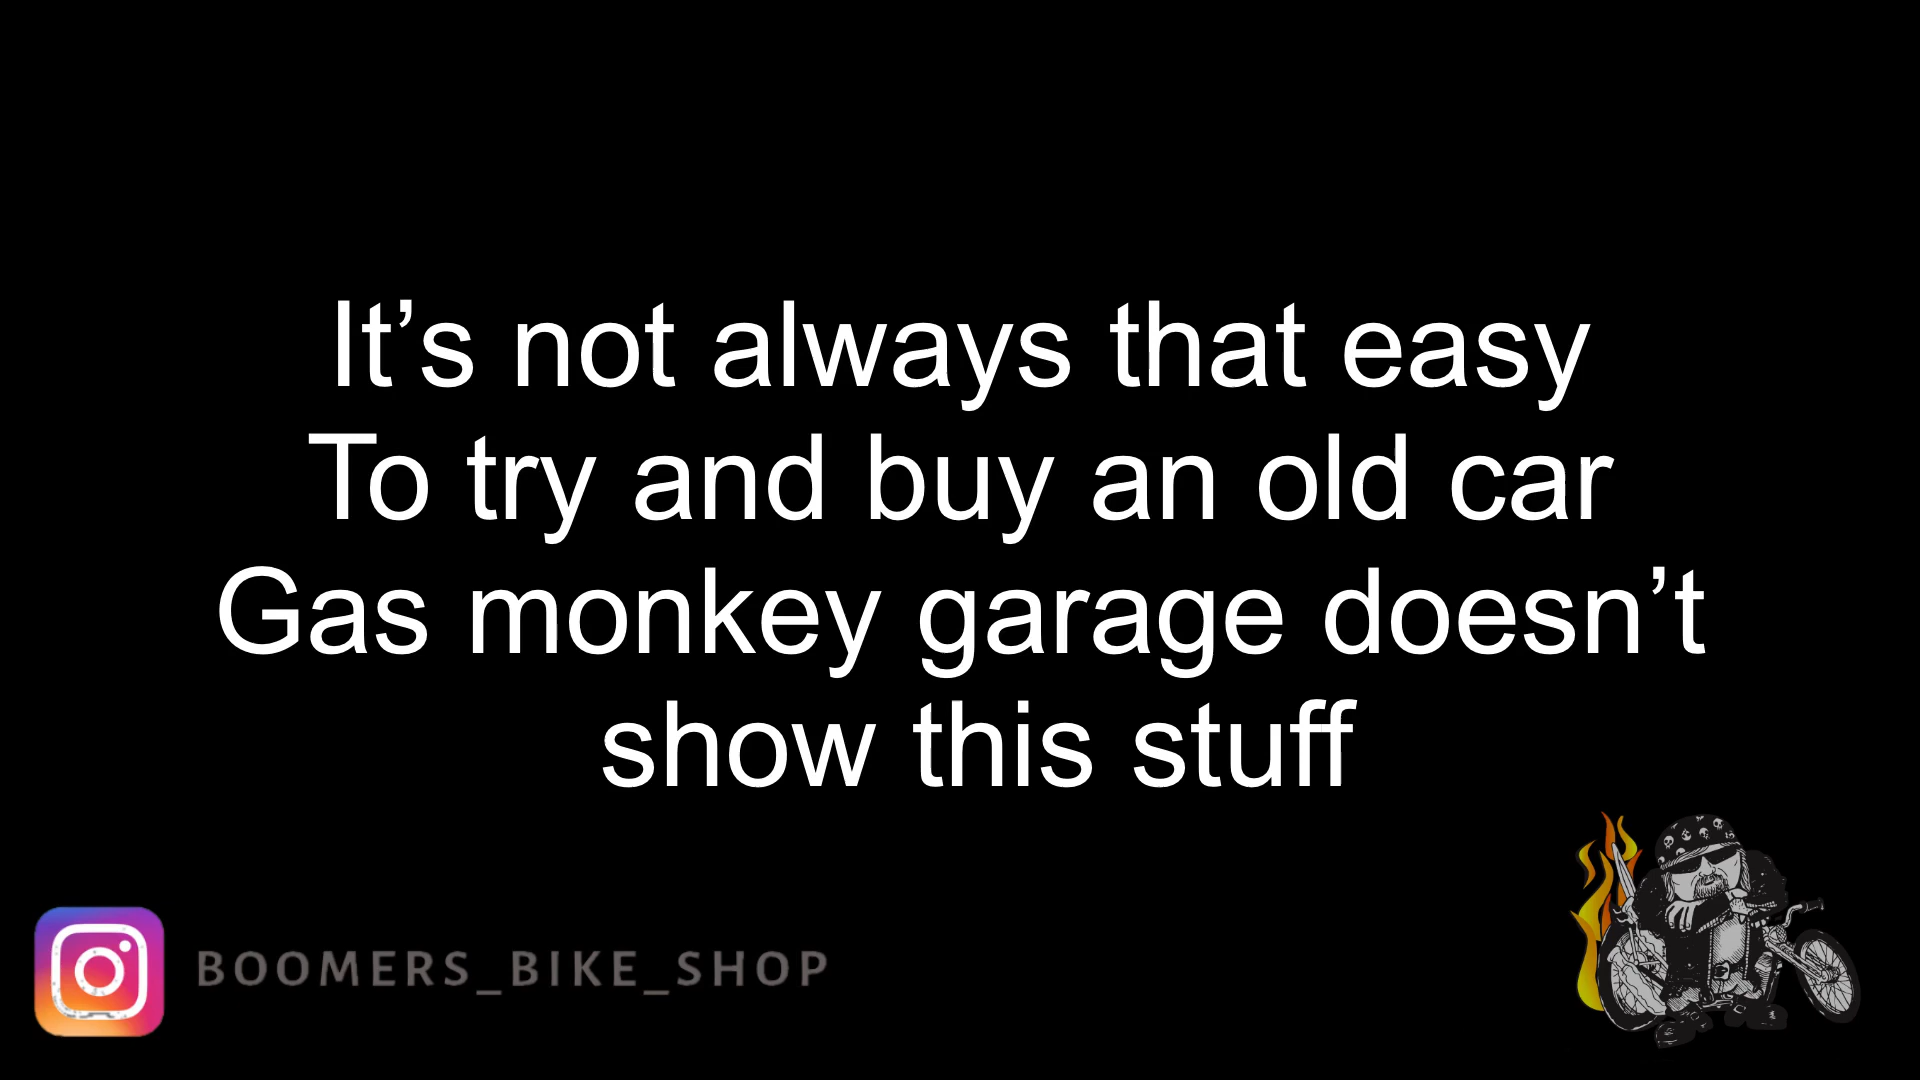 It’s not always that easy
To try and buy an old car
Gas monkey garage doesn’t
show this stuff
BOOMERS_BIKE_SHOP